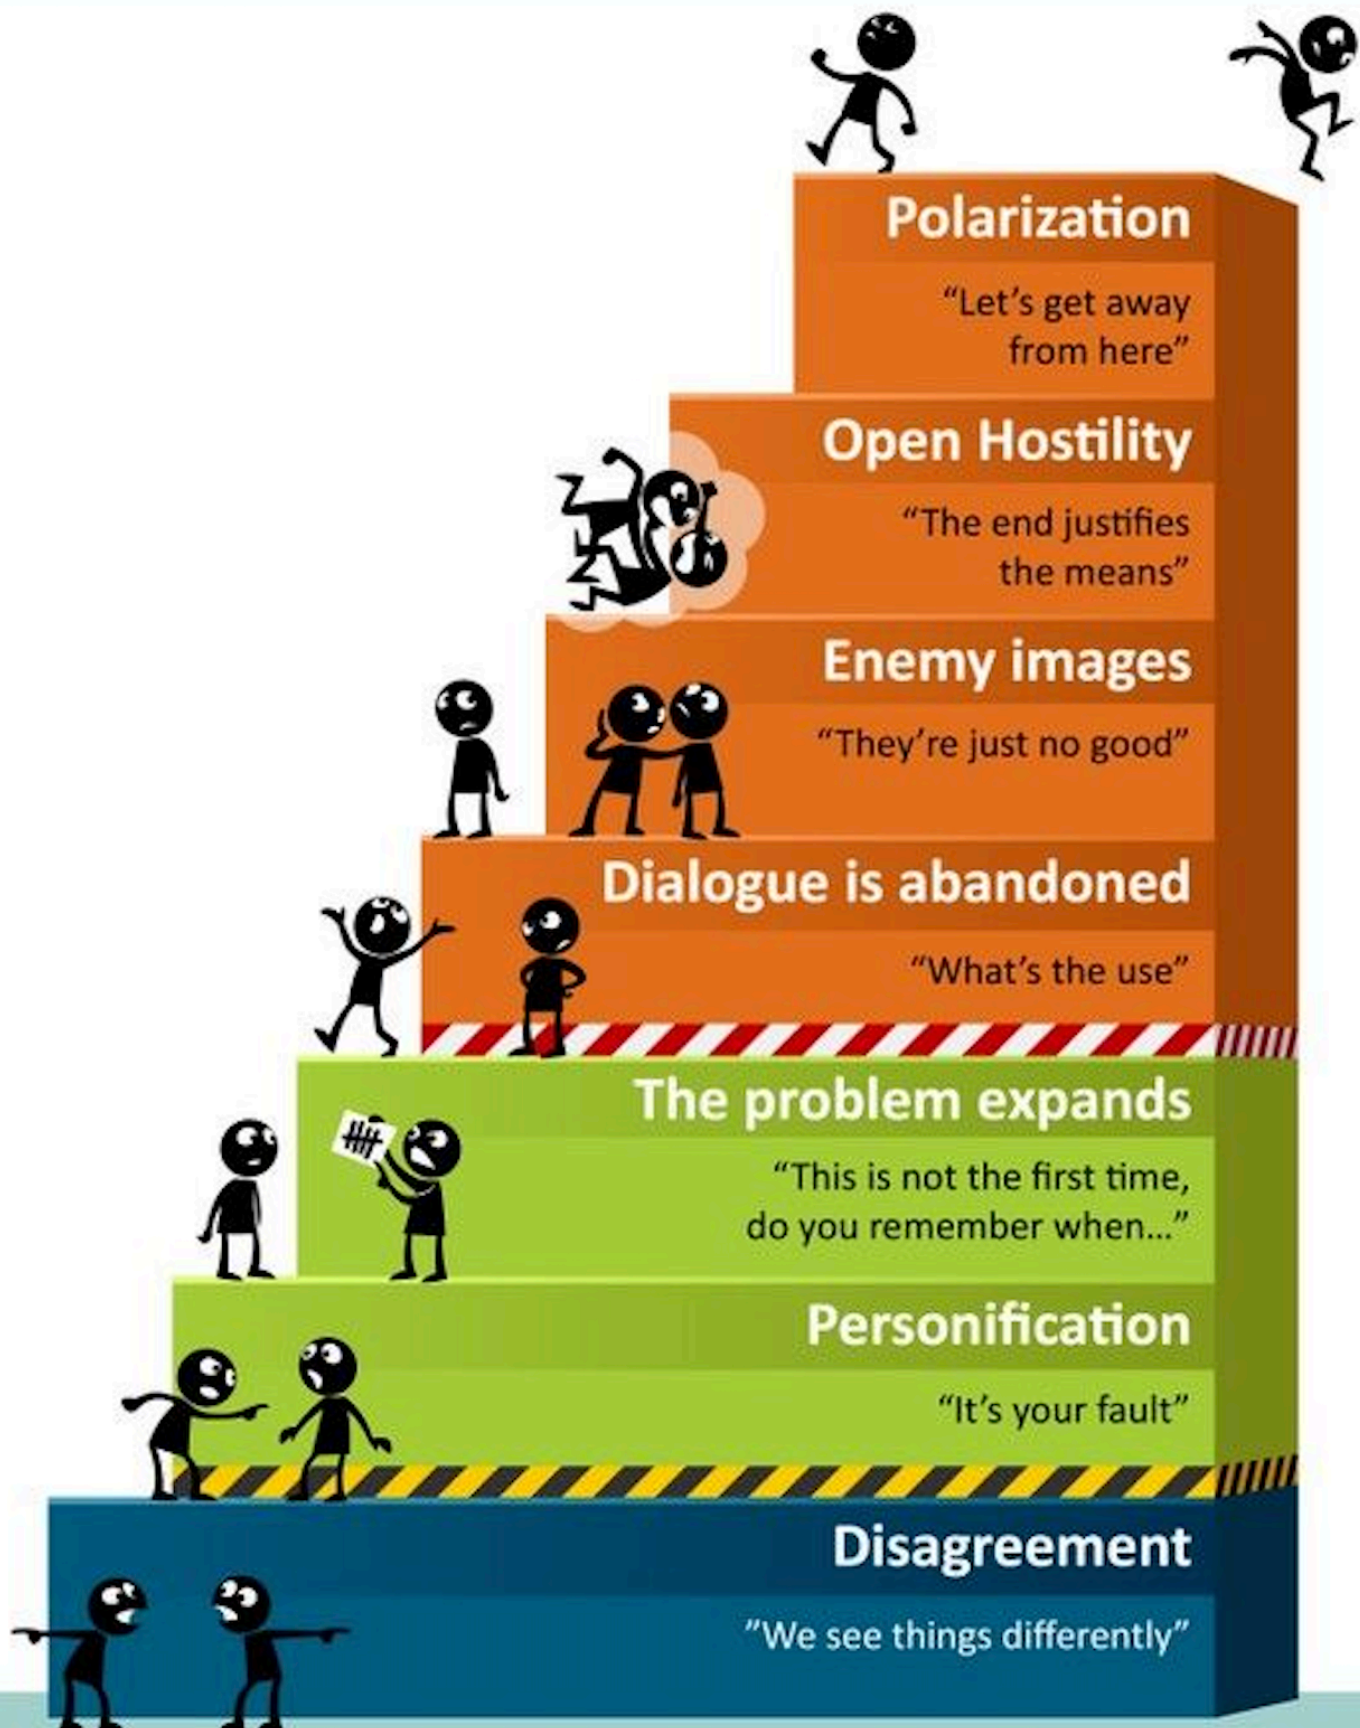 Polarization
“Let’s get away
from here”
Open Hostility
“The end justifies
the means”
Enemy images
“They’re just no good”
Dialogue is abandoned
“What’s the use”
The problem expands
“This is not the first time,
do you remember when...”
Personification
“It’s your fault”
Disagreement
”We see things differently”